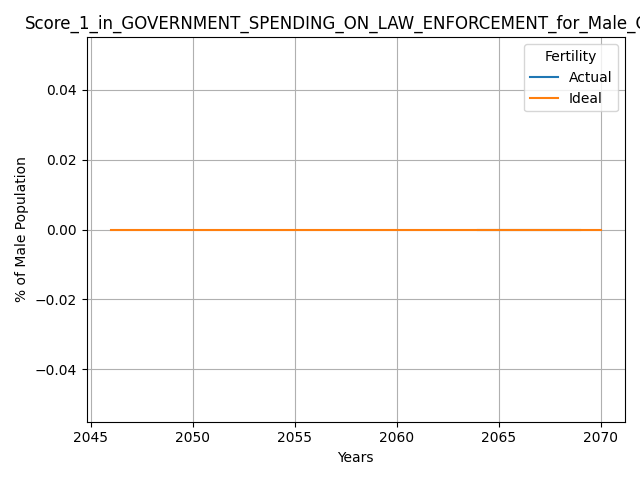 Score_1_in_GOVERNMENT_SPENDING_ON_LAW_ENFORCEMENT_for_Male_
Fertility
Actual
Ideal
0.04
0.02
0.00
−0.02
−0.04
% of Male Population
2045 2050 2055 2060 2065 2070
Years